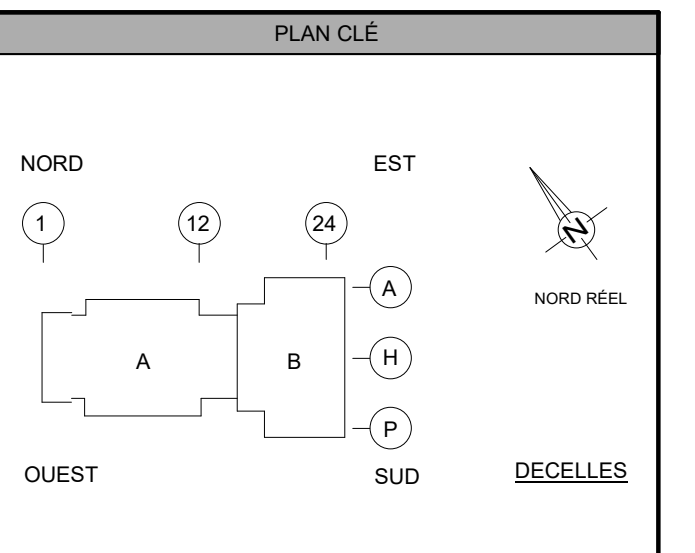 PLAN CLÉ
NORD EST
1 12 24
N
A
NORD RÉEL
A B H
P
OUEST SUD DECELLES